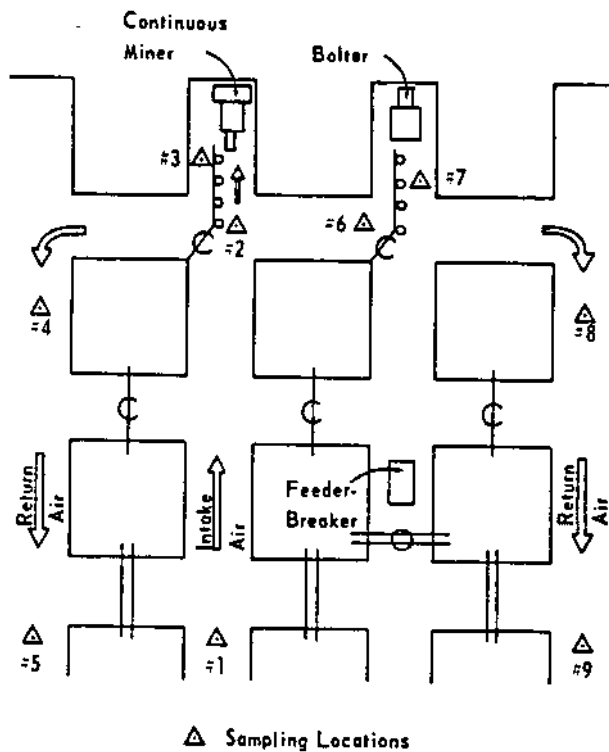 Continuous
Miner
Bolter
#3
#7
#2
#6
#4
#8
Return
Air
Intake
Air
Feeder-
Breaker
Return
Air
#5
#1
#9
Sampling Locations